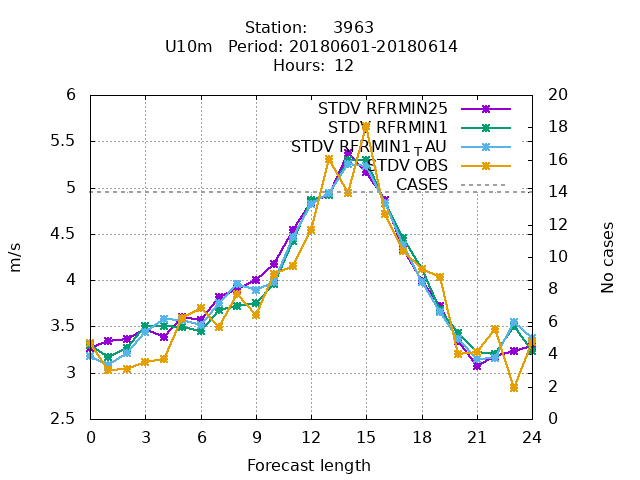 Station: 3963
U10m Period: 20180601-20180614
Hours: 12
6
5.5
5
4.5
4
3.5
3
2.5
m/s
20
18
16
14
12
10
8
6
4
2
0
No cases
STDV RFRMIN25
STDV RFRMIN1
STDV RFRMIN1TAU
STDV OBS
CASES
0 3 6 9 12 15 18 21 24
Forecast length